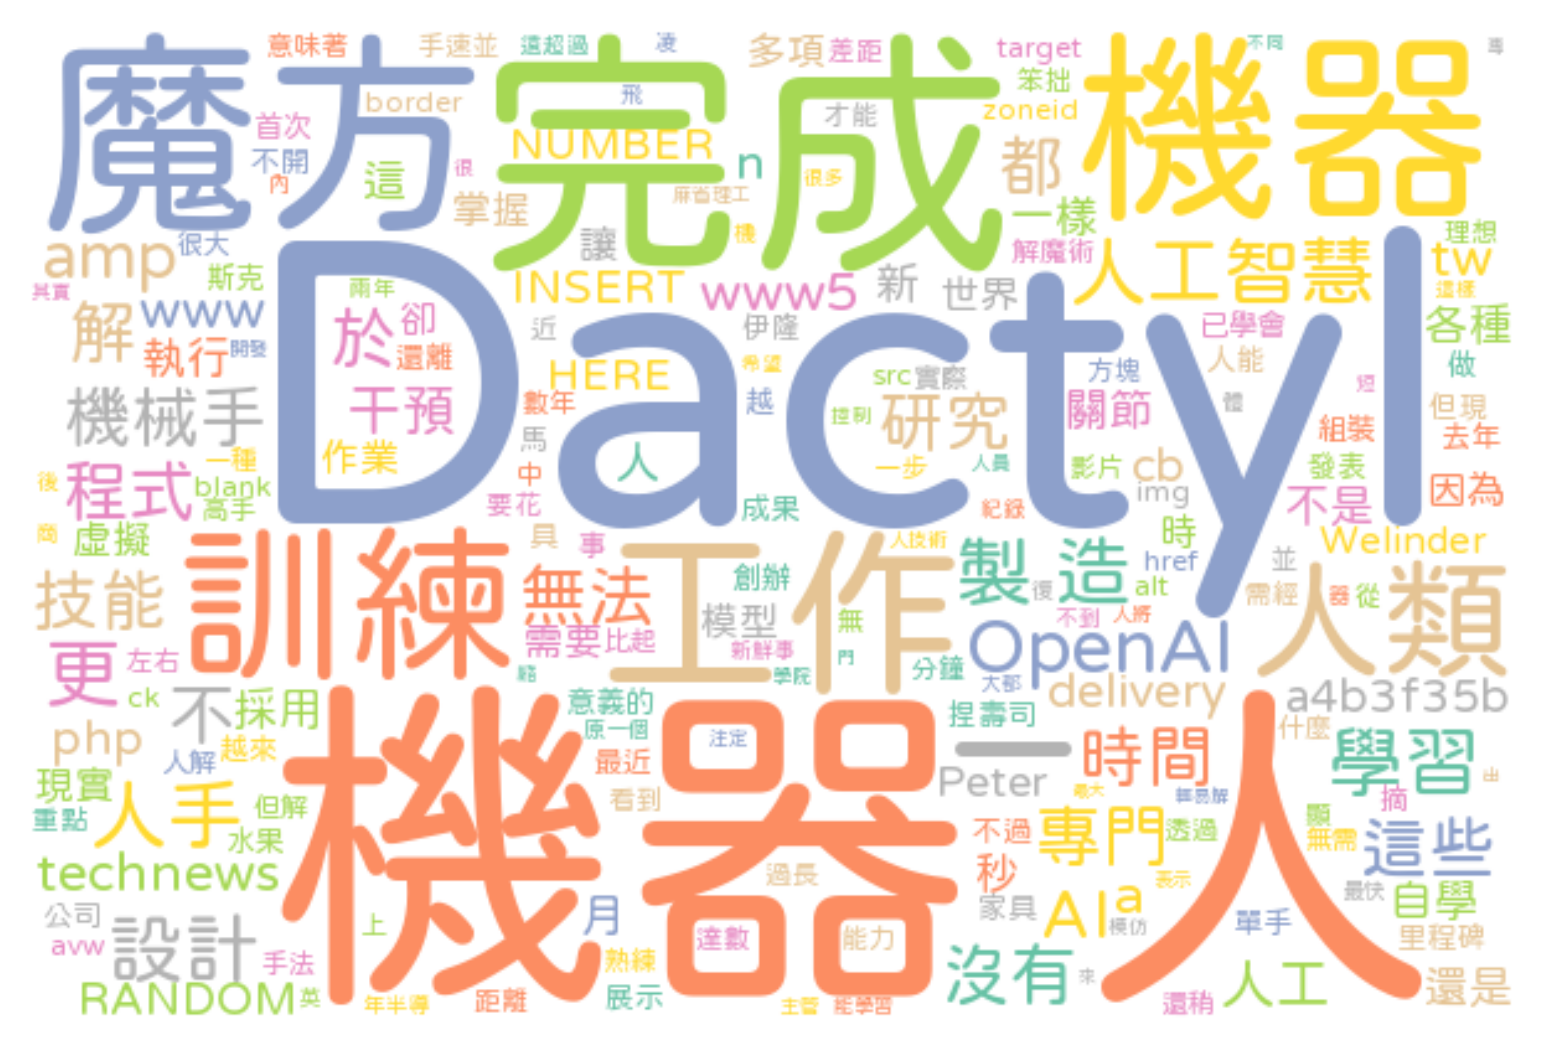 意味著 手速並 遠超過 凌 多項 差距 target 不同
魔方 完成 機器
border 飛 才能 笨拙 zoneid
首次 NUMBER 都
不開 這 很 n 很多
內 掌握 麻省理工 一樣
amp 很大 讓 機 解魔術 人工智慧 理想
斯克 tw
其實 兩年 INSERT www5 新 世界 這樣
解 www 於 卻 近 伊隆 已學會 各種
執行 開發 還離 Dactyl 希望 人能 做
HERE src 實際 方塊
機械手 干預 數年 越 控制 研究 關節 體 短 但現
馬 組裝 去年
作業 人 一步 人員 影片 cb 發表
後 程式 一種 中 img 不是 因為
blank 要花 成果 紀錄
高手
商 虛擬 具 事 人技術 時 Welinder
訓練 工作 製造 href 並
技能 無法 創辦 復 alt 需經 器 從 人類
模型 無 不到 人將
更 左右 需要 比起 新鮮事 門 OpenAI
學院 分鐘 大都
ck 不 採用 意義的 delivery a4b3f35b
原一個 捏壽司
php 越來 注定 一 時間 什麼 學習
人解 機器人 最近 Peter 出
現實 人手 但解 看到 最大 輕易解 摘
重點 水果 不過 專門 透過 無需 這些
technews 過長 秒 表示 最快
公司 月 家具 AI a 模仿 自學
avw 設計 上 達數 能力 單手 里程碑
手法 熟練 沒有 來 人工 還是
RANDOM 英 年半導 距離 展示 主管 能學習 還稍